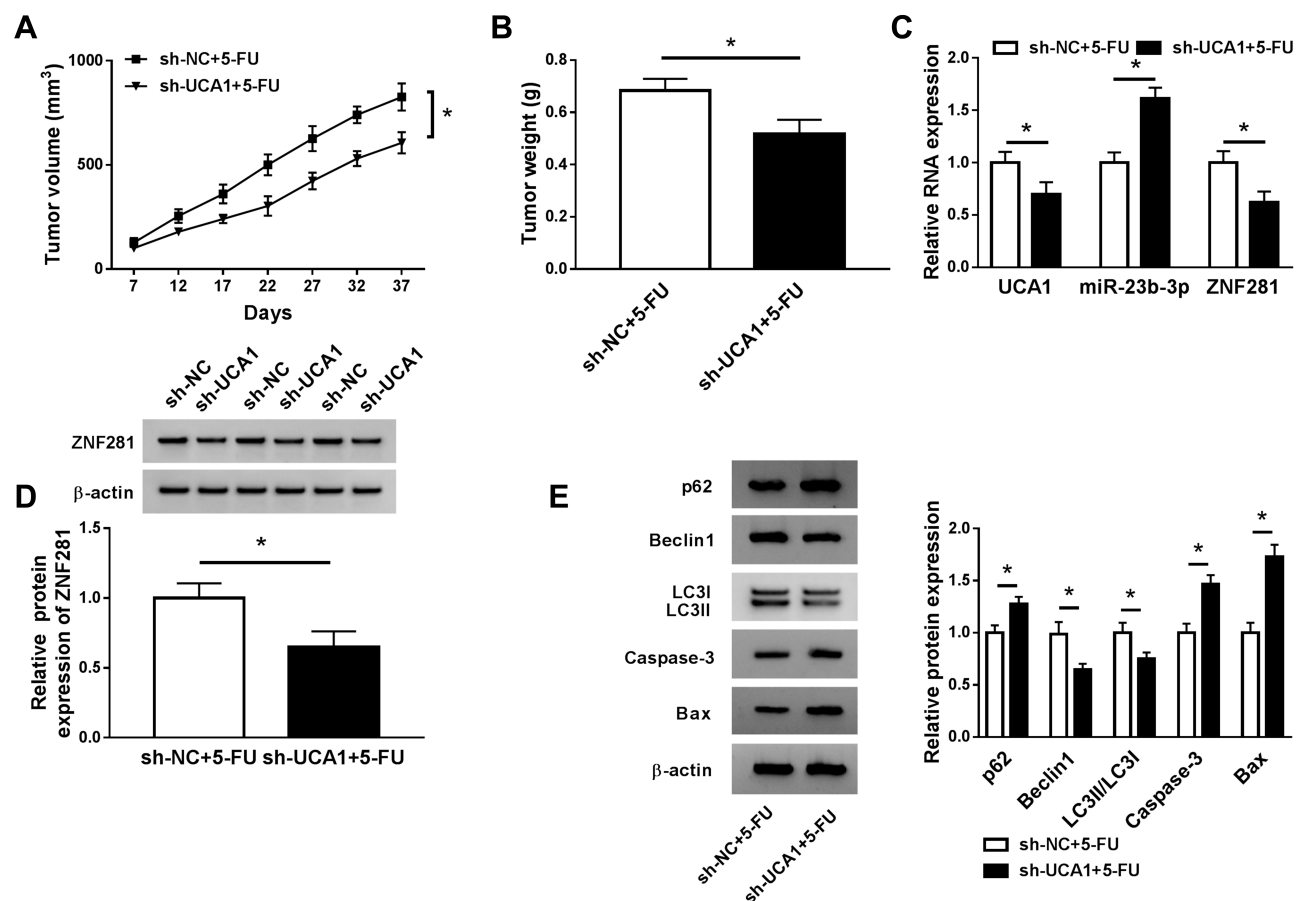 A
sh-NC+5-FU
sh-UCA1+5-FU
Tumor volume (mm³)
1000
500
0
*
7 12 17 22 27 32 37
Days
B
Tumor weight (g)
0.8
0.6
0.4
0.2
0.0
*
sh-NC+5-FU
sh-UCA1+5-FU
C
sh-NC+5-FU sh-UCA1+5-FU
Relative RNA expression
2.0
1.5
1.0
0.5
0.0
* * *
UCA1 miR-23b-3p ZNF281
D
sh-NC sh-UCA1 sh-NC sh-UCA1 sh-NC sh-UCA1
ZNF281
β-actin
Relative protein
expression of ZNF281
1.5
1.0
0.5
0.0
*
sh-NC+5-FU sh-UCA1+5-FU
E
p62
Beclin1
LC3I
LC3II
Caspase-3
Bax
β-actin
sh-NC+5-FU
sh-UCA1+5-FU
Relative protein expression
2.0
1.5
1.0
0.5
0.0
* * * * *
p62
Beclin1
LC3II/LC3I
Caspase-3
Bax
sh-NC+5-FU
sh-UCA1+5-FU